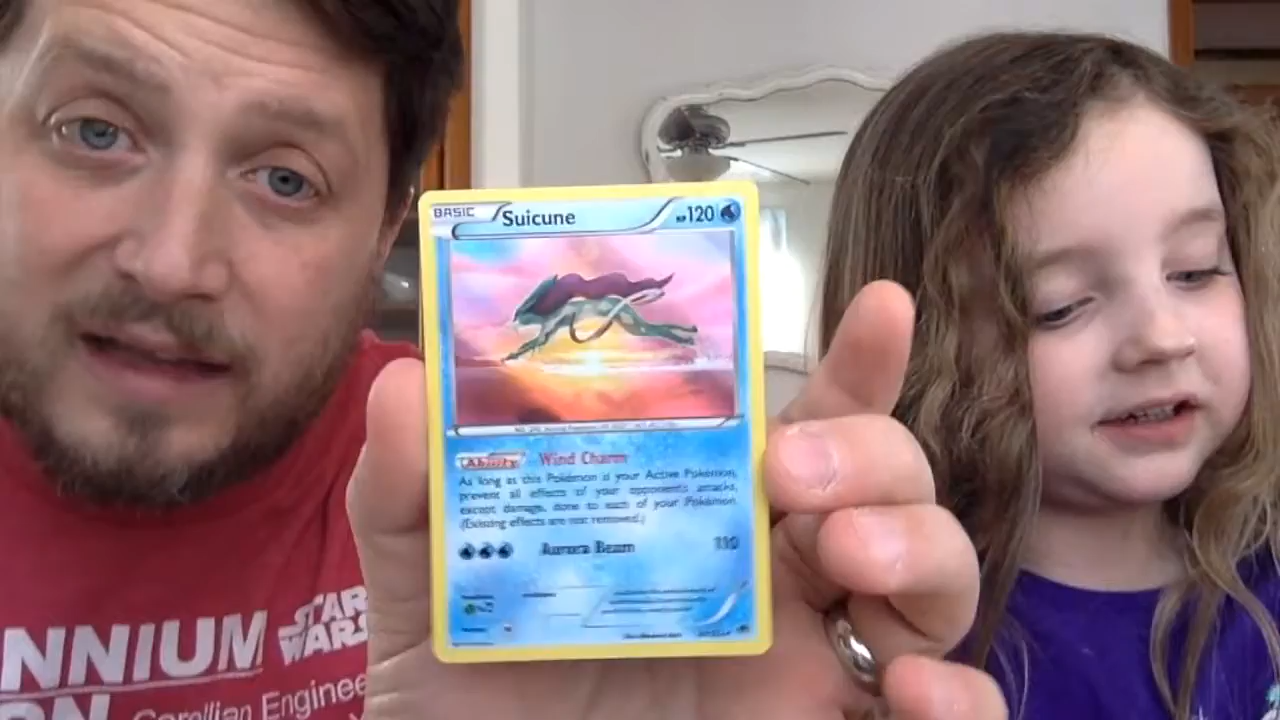 BASIC
Suicune
HP120
Ability Wind Charm
As long as this Pokémon is your Active Pokémon,
prevent all effects of your opponent's attacks,
except damage, done to each of your Pokémon.
(Existing effects are not removed.)
Aurora Beam 110
NNIUM
STAR
WARS
Corellian Enginee